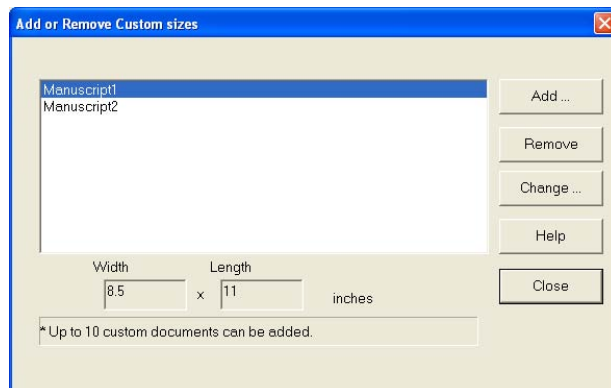 Add or Remove Custom sizes
Manuscript1
Manuscript2
Add ...
Remove
Change ...
Help
Close
Width Length
8.5 x 11 inches
* Up to 10 custom documents can be added.